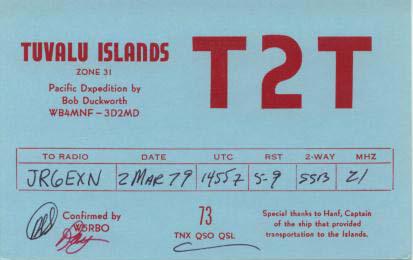 TUVALU ISLANDS
ZONE 31
Pacific Dxpedition by
Bob Duckworth
WB4MNF-3D2MD
T2T
TO RADIO DATE UTC RST 2-WAY MHZ
JR6EXN 2 MAR 79 1455Z 5-9 SSB 21
Confirmed by
W5RBO
73
TNX QSO QSL
Special thanks to Hanf, Captain
of the ship that provided
transportation to the Islands.